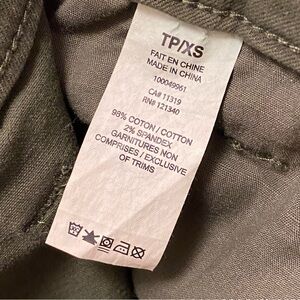 TP/XS
FAIT EN CHINE
MADE IN CHINA
100049961
CA# 11319
RN# 121340
98% COTON / COTTON
2% SPANDEX
GARNITURES NON
COMPRISES / EXCLUSIVE
OF TRIMS